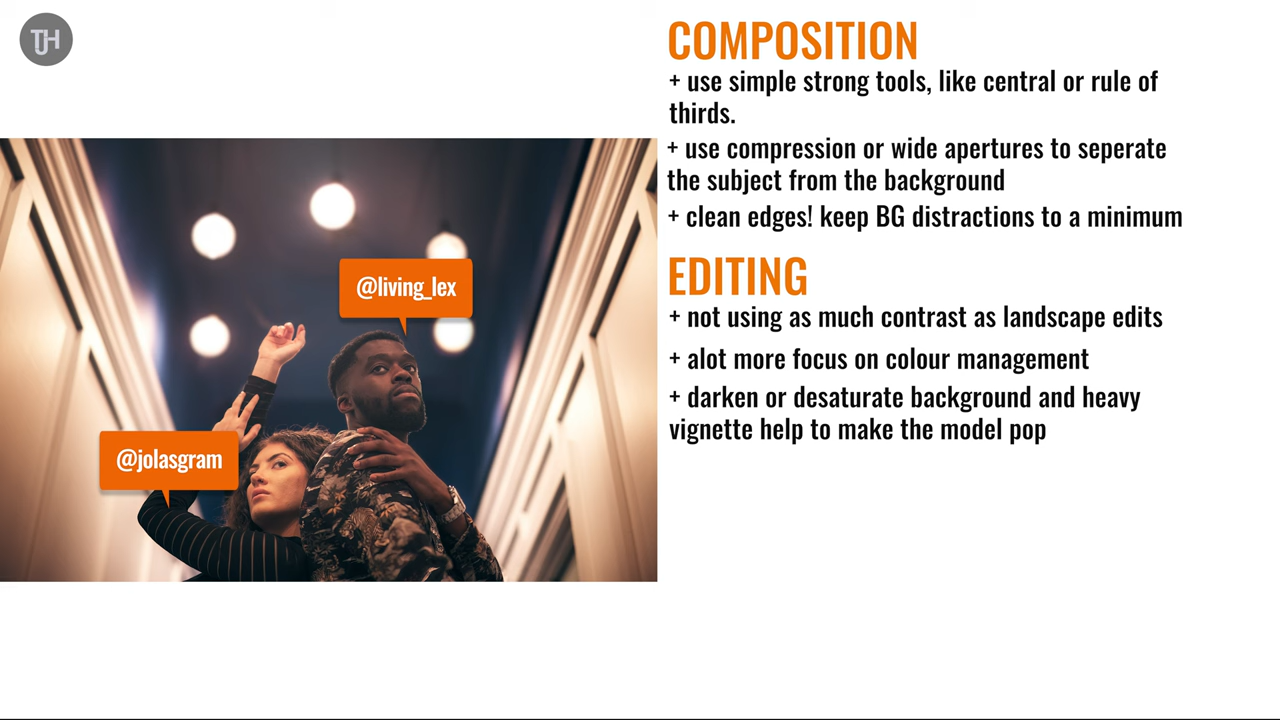 TJH
COMPOSITION
+ use simple strong tools, like central or rule of
thirds.
+ use compression or wide apertures to seperate
the subject from the background
+ clean edges! keep BG distractions to a minimum
EDITING
+ not using as much contrast as landscape edits
+ alot more focus on colour management
+ darken or desaturate background and heavy
vignette help to make the model pop
@living_lex
@jolasgram